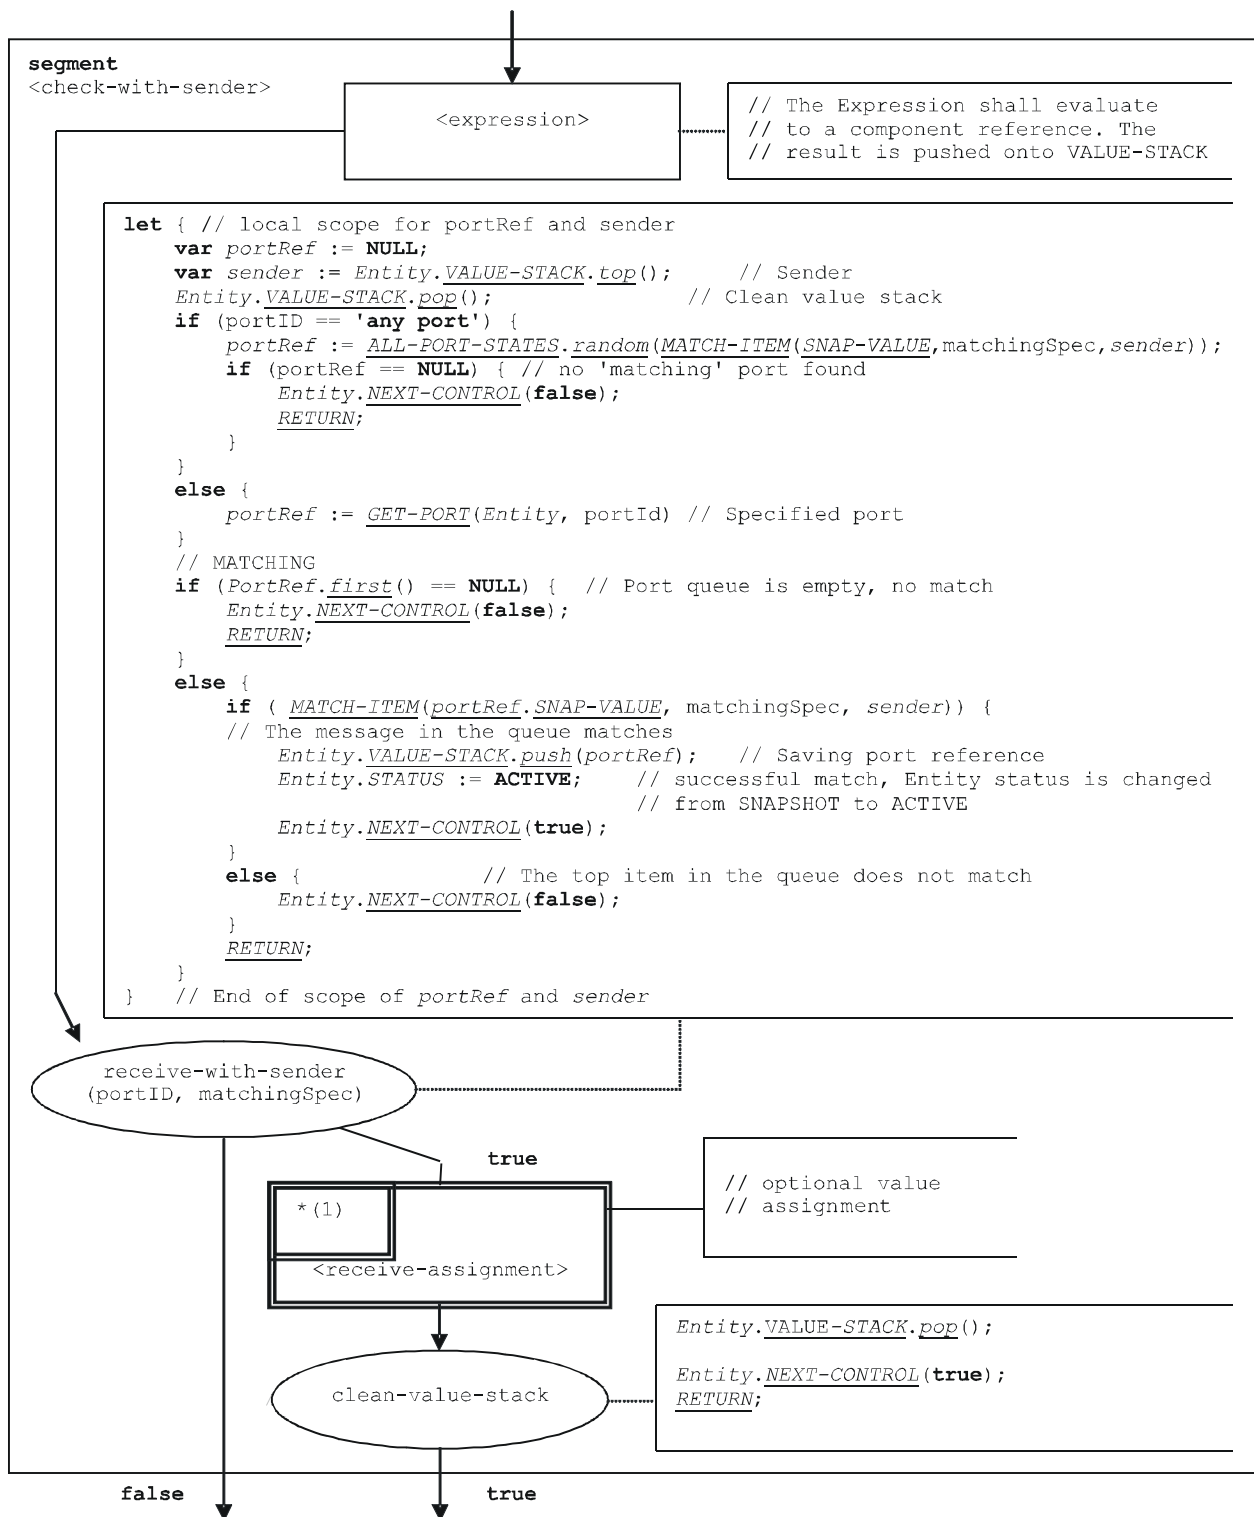 segment
<check-with-sender>
<expression>
// The Expression shall evaluate
// to a component reference. The
// result is pushed onto VALUE-STACK
let { // local scope for portRef and sender
var portRef := NULL;
var sender := Entity.VALUE-STACK.top(); // Sender
Entity.VALUE-STACK.pop(); // Clean value stack
if (portID == 'any port') {
portRef := ALL-PORT-STATES.random(MATCH-ITEM(SNAP-VALUE,matchingSpec,sender));
if (portRef == NULL) { // no 'matching' port found
Entity.NEXT-CONTROL(false);
RETURN;
}
}
else {
portRef := GET-PORT(Entity, portId) // Specified port
}
// MATCHING
if (PortRef.first() == NULL) { // Port queue is empty, no match
Entity.NEXT-CONTROL(false);
RETURN;
}
else {
if ( MATCH-ITEM(portRef.SNAP-VALUE, matchingSpec, sender)) {
// The message in the queue matches
Entity.VALUE-STACK.push(portRef); // Saving port reference
Entity.STATUS := ACTIVE; // successful match, Entity status is changed
// from SNAPSHOT to ACTIVE
Entity.NEXT-CONTROL(true);
}
else { // The top item in the queue does not match
Entity.NEXT-CONTROL(false);
}
RETURN;
}
} // End of scope of portRef and sender
receive-with-sender
(portID, matchingSpec)
true
*(1)
<receive-assignment>
// optional value
// assignment
Entity.VALUE-STACK.pop();
Entity.NEXT-CONTROL(true);
RETURN;
clean-value-stack
false
true